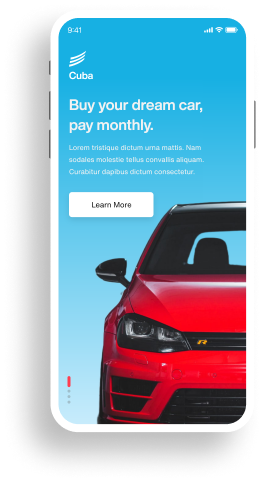 9:41
Cuba
Buy your dream car,
pay monthly.
Lorem tristique dictum urna mattis. Nam
sodales molestie tellus convallis aliquam.
Curabitur dapibus dictum consectetur.
Learn More
R